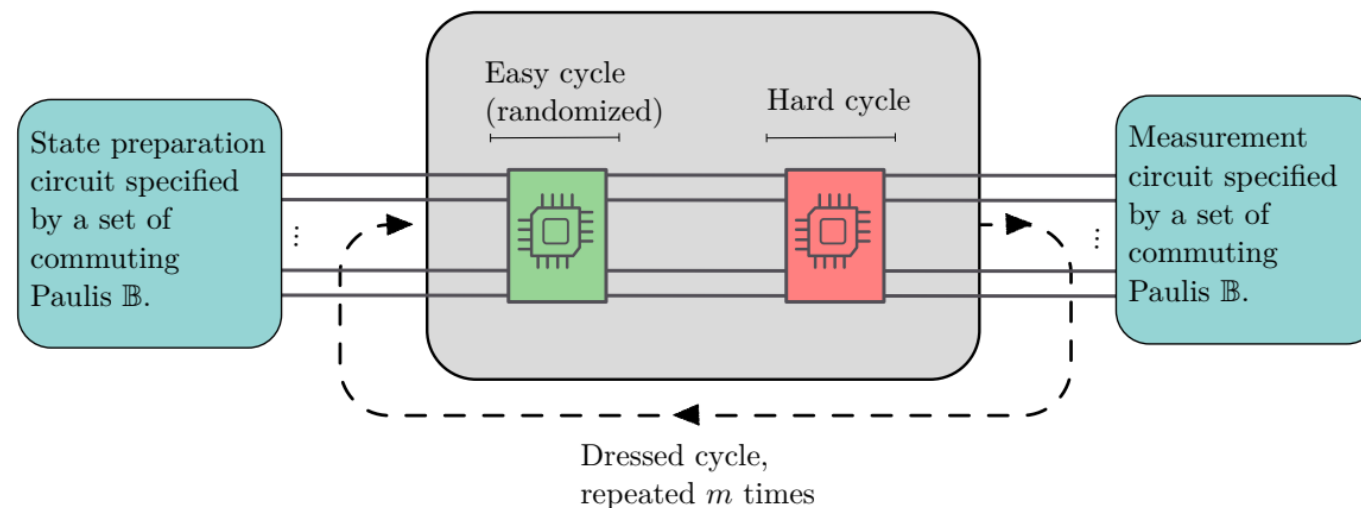 State preparation
circuit specified
by a set of
commuting
Paulis 𝔹.
Easy cycle
(randomized)
Hard cycle
Measurement
circuit specified
by a set of
commuting
Paulis 𝔹.
Dressed cycle,
repeated m times